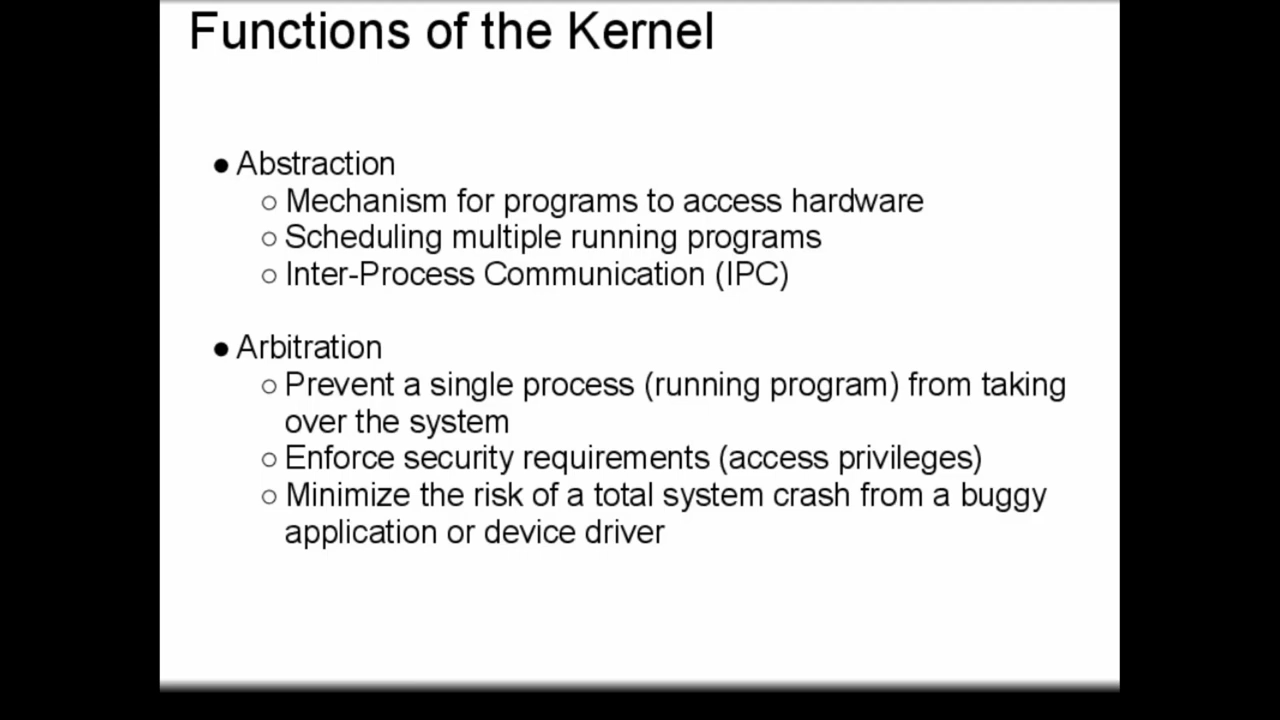 Functions of the Kernel
● Abstraction
○ Mechanism for programs to access hardware
○ Scheduling multiple running programs
○ Inter-Process Communication (IPC)
● Arbitration
○ Prevent a single process (running program) from taking
over the system
○ Enforce security requirements (access privileges)
○ Minimize the risk of a total system crash from a buggy
application or device driver